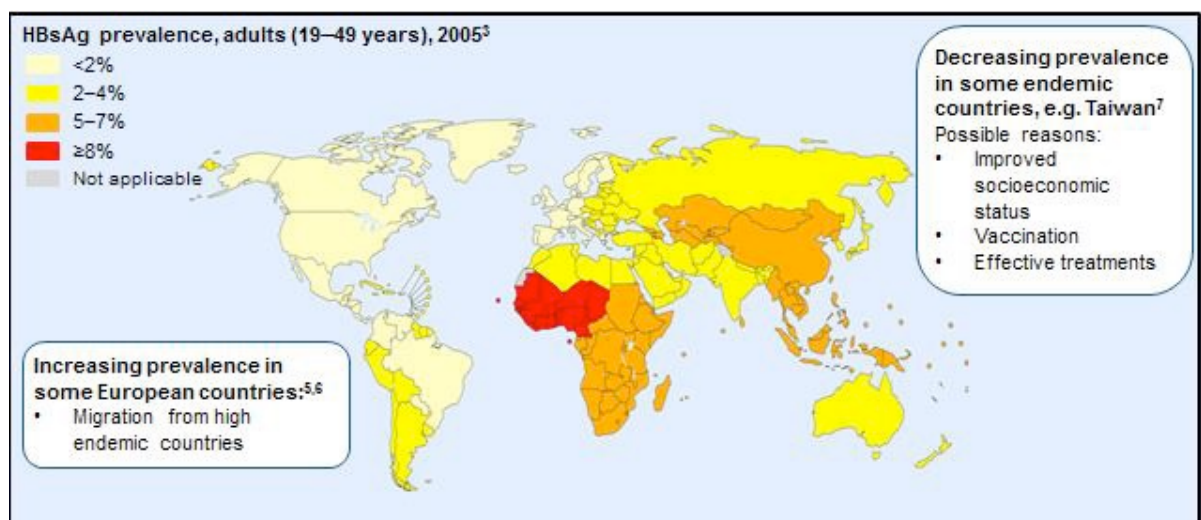 HBsAg prevalence, adults (19–49 years), 2005³
<2%
2–4%
5–7%
≥8%
Not applicable
Decreasing prevalence
in some endemic
countries, e.g. Taiwan⁷
Possible reasons:
• Improved
socioeconomic
status
• Vaccination
• Effective treatments
Increasing prevalence in
some European countries:⁵,⁶
• Migration from high
endemic countries